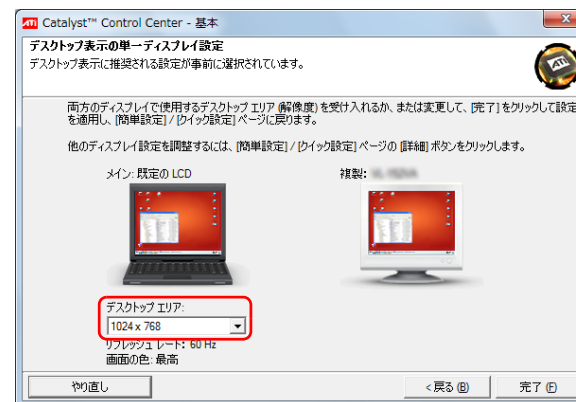 ATI Catalyst™ Control Center - 基本
デスクトップ表示の単一ディスプレイ設定
デスクトップ表示に推奨される設定が事前に選択されています。
ATI
両方のディスプレイで使用するデスクトップ エリア (解像度) を受け入れるか、または変更して、[完了] をクリックして設定
を適用し、[簡単設定] / [クイック設定] ページに戻ります。
他のディスプレイ設定を調整するには、[簡単設定] / [クイック設定] ページの [詳細] ボタンをクリックします。
メイン: 既定の LCD
複製:
デスクトップ エリア:
1024 x 768
リフレッシュ レート: 60 Hz
画面の色: 最高
やり直し
< 戻る (B)
完了 (F)